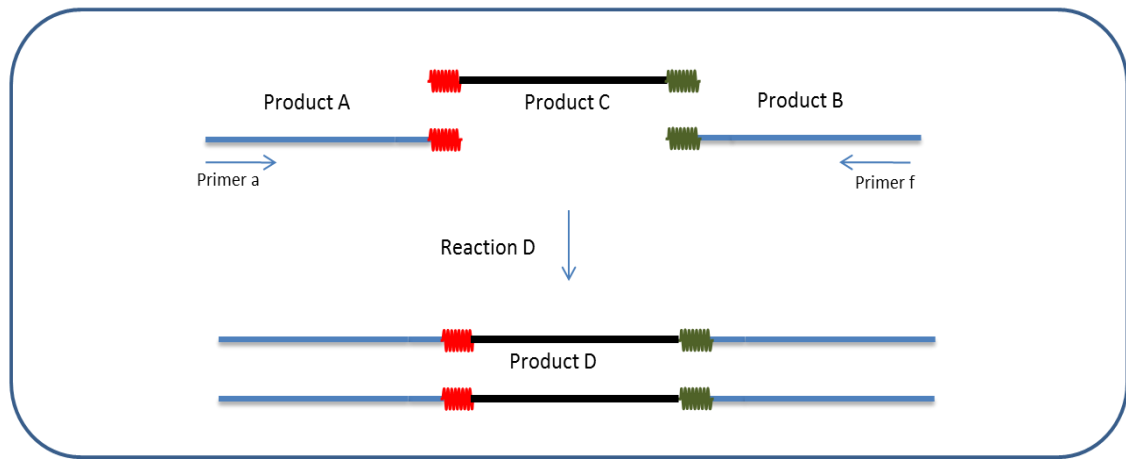 Product A
Product C
Product B
Primer a
Primer f
Reaction D
Product D